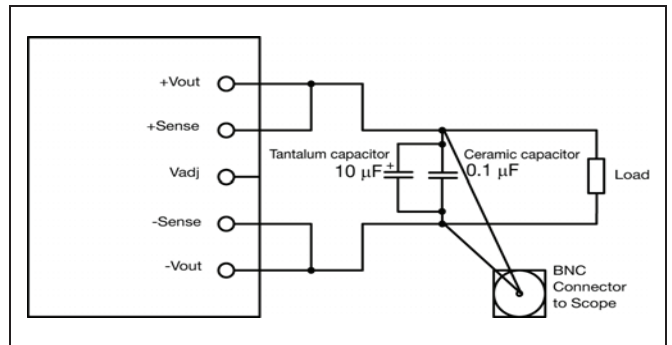 +Vout
+Sense
Vadj
-Sense
-Vout
Tantalum capacitor
10 µF
+
Ceramic capacitor
0.1 µF
Load
BNC
Connector
to Scope